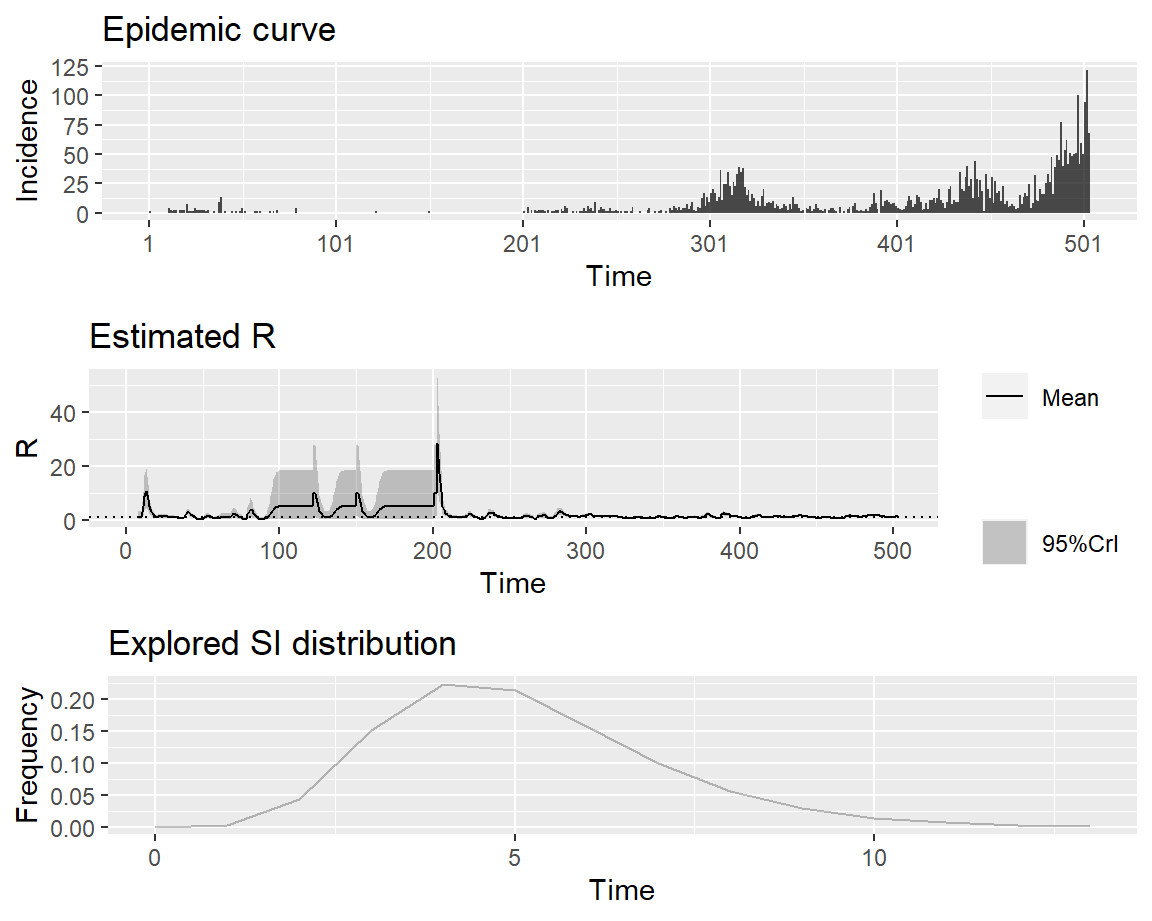 Epidemic curve
125
100
75
50
25
0
Incidence
1 101 201 301 401 501
Time
Estimated R
40
20
0
R
0 100 200 300 400 500
Time
Mean
95%CrI
Explored SI distribution
0.20
0.15
0.10
0.05
0.00
Frequency
0 5 10
Time